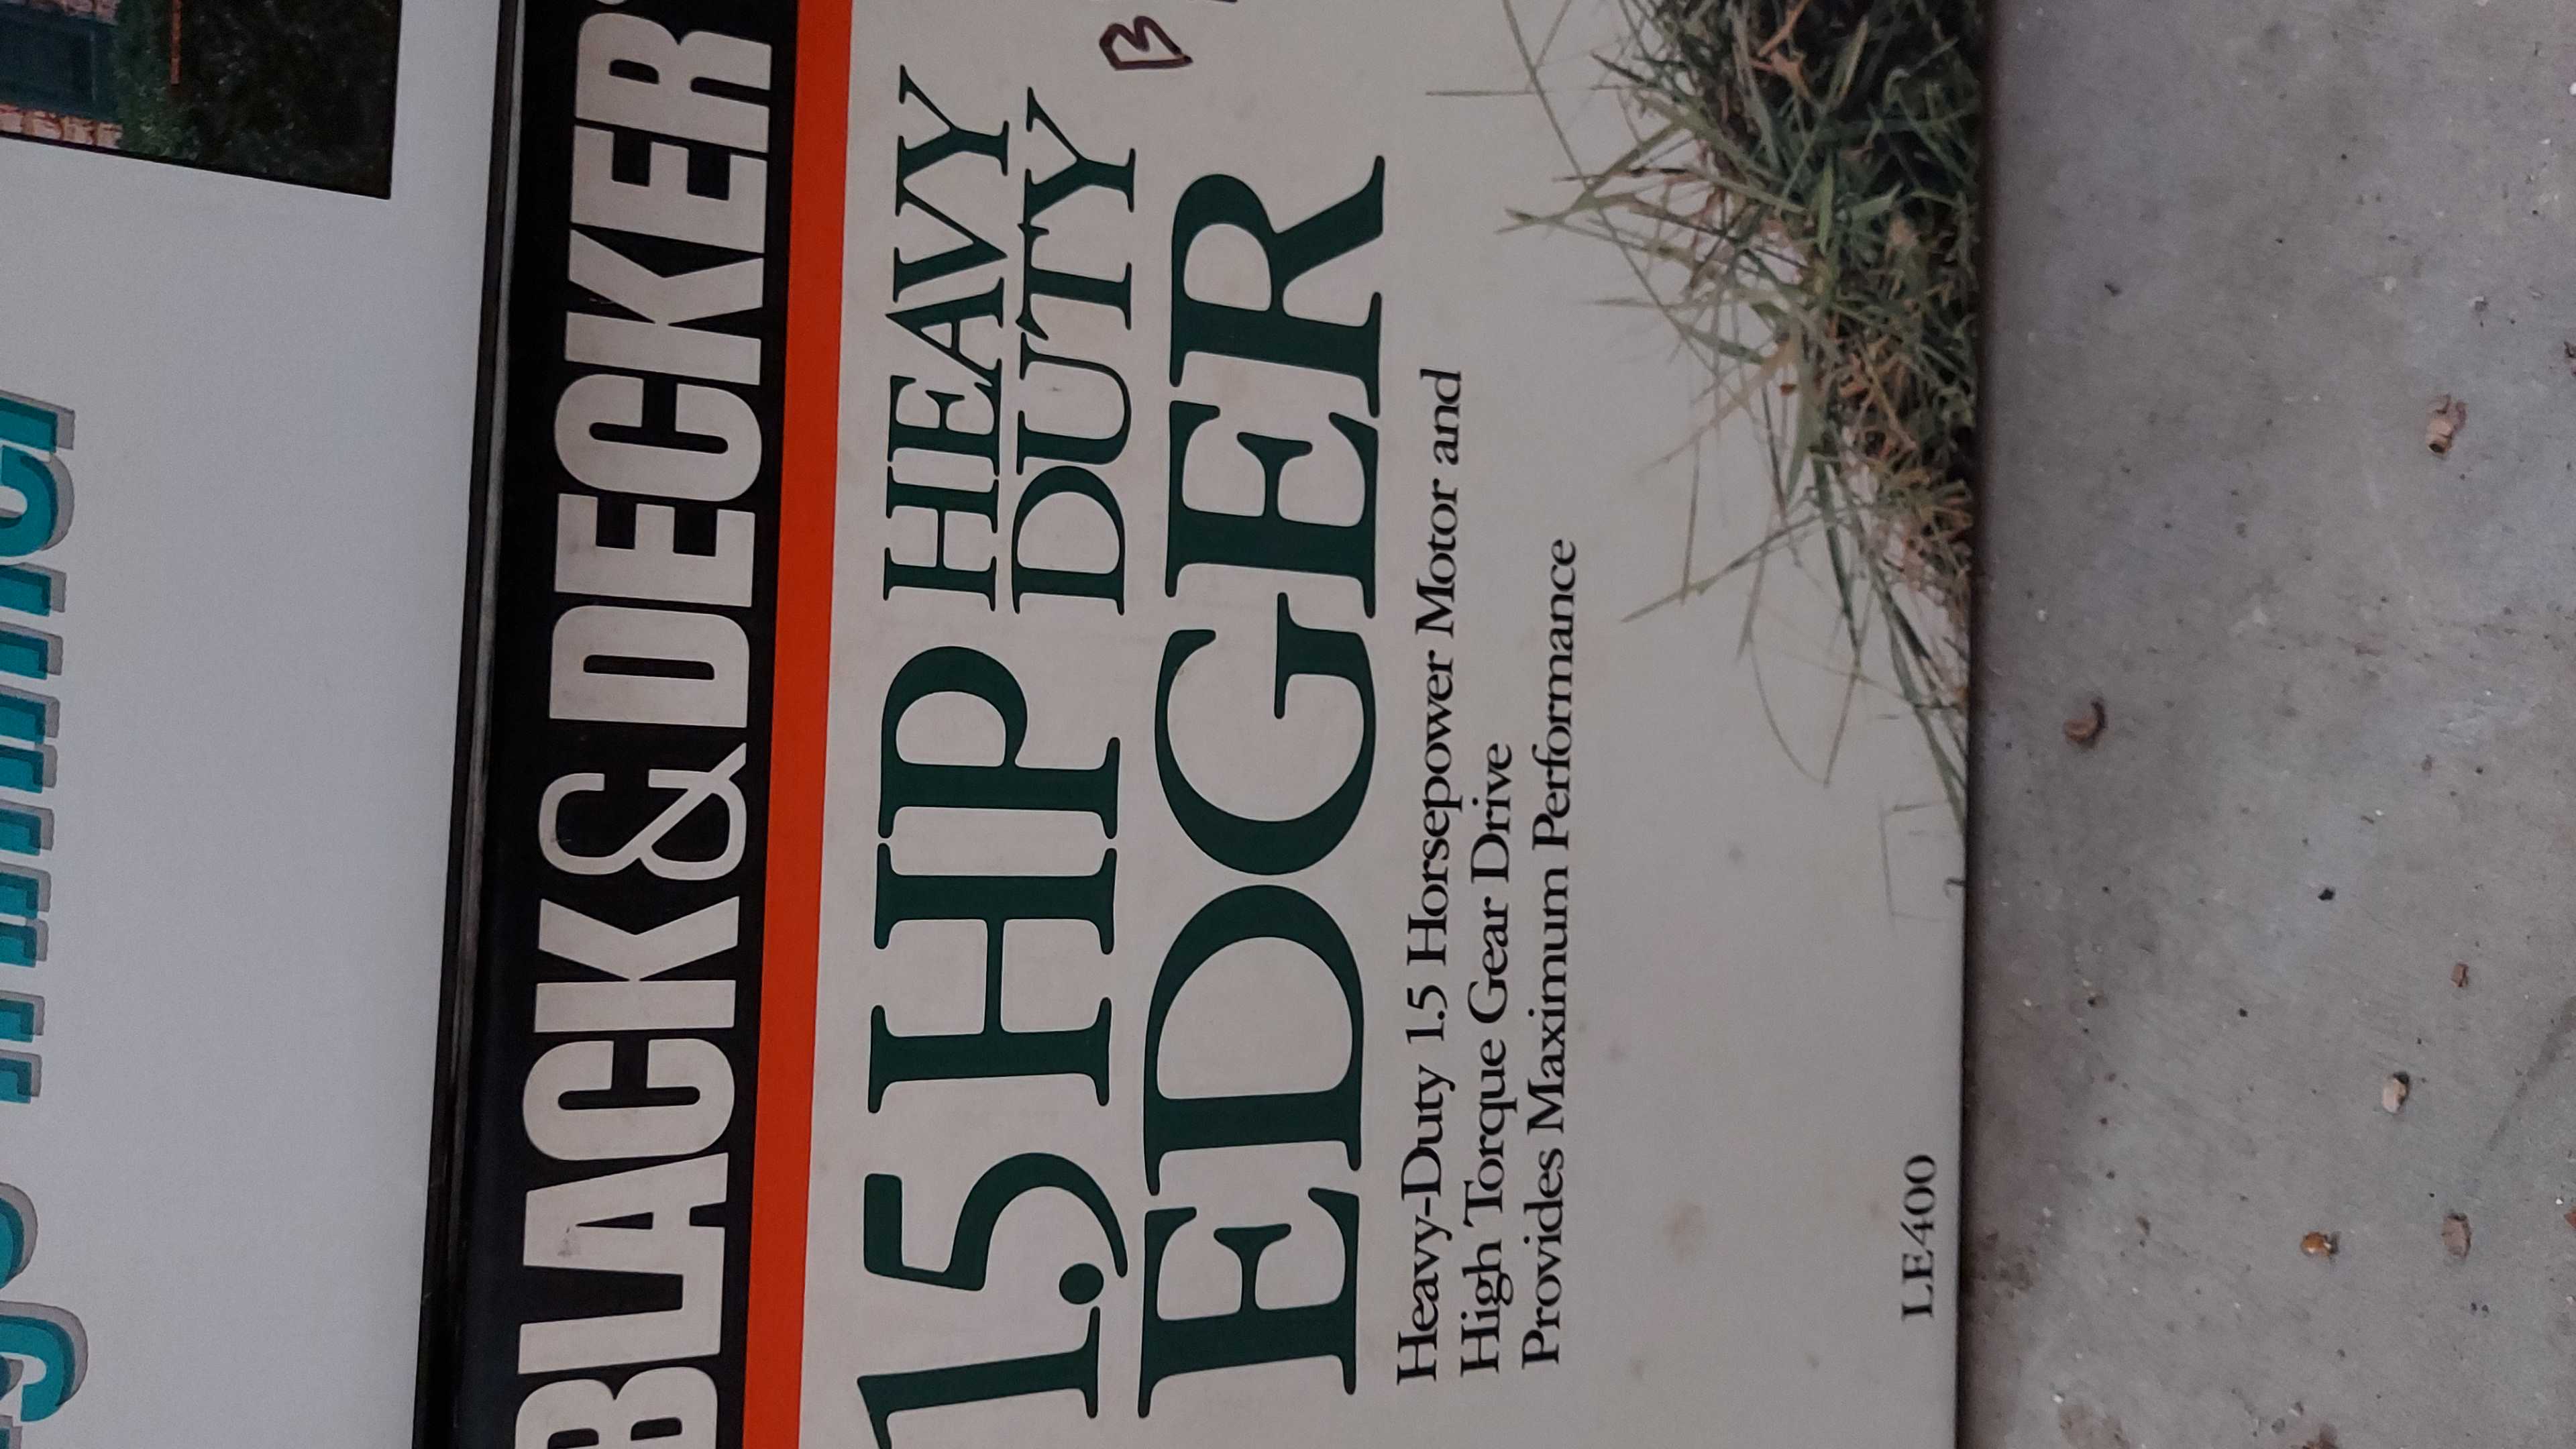 BLACK&DECKER
1.5 HP HEAVY
DUTY
EDGER
Heavy-Duty 1.5 Horsepower Motor and
High Torque Gear Drive
Provides Maximum Performance
LE400